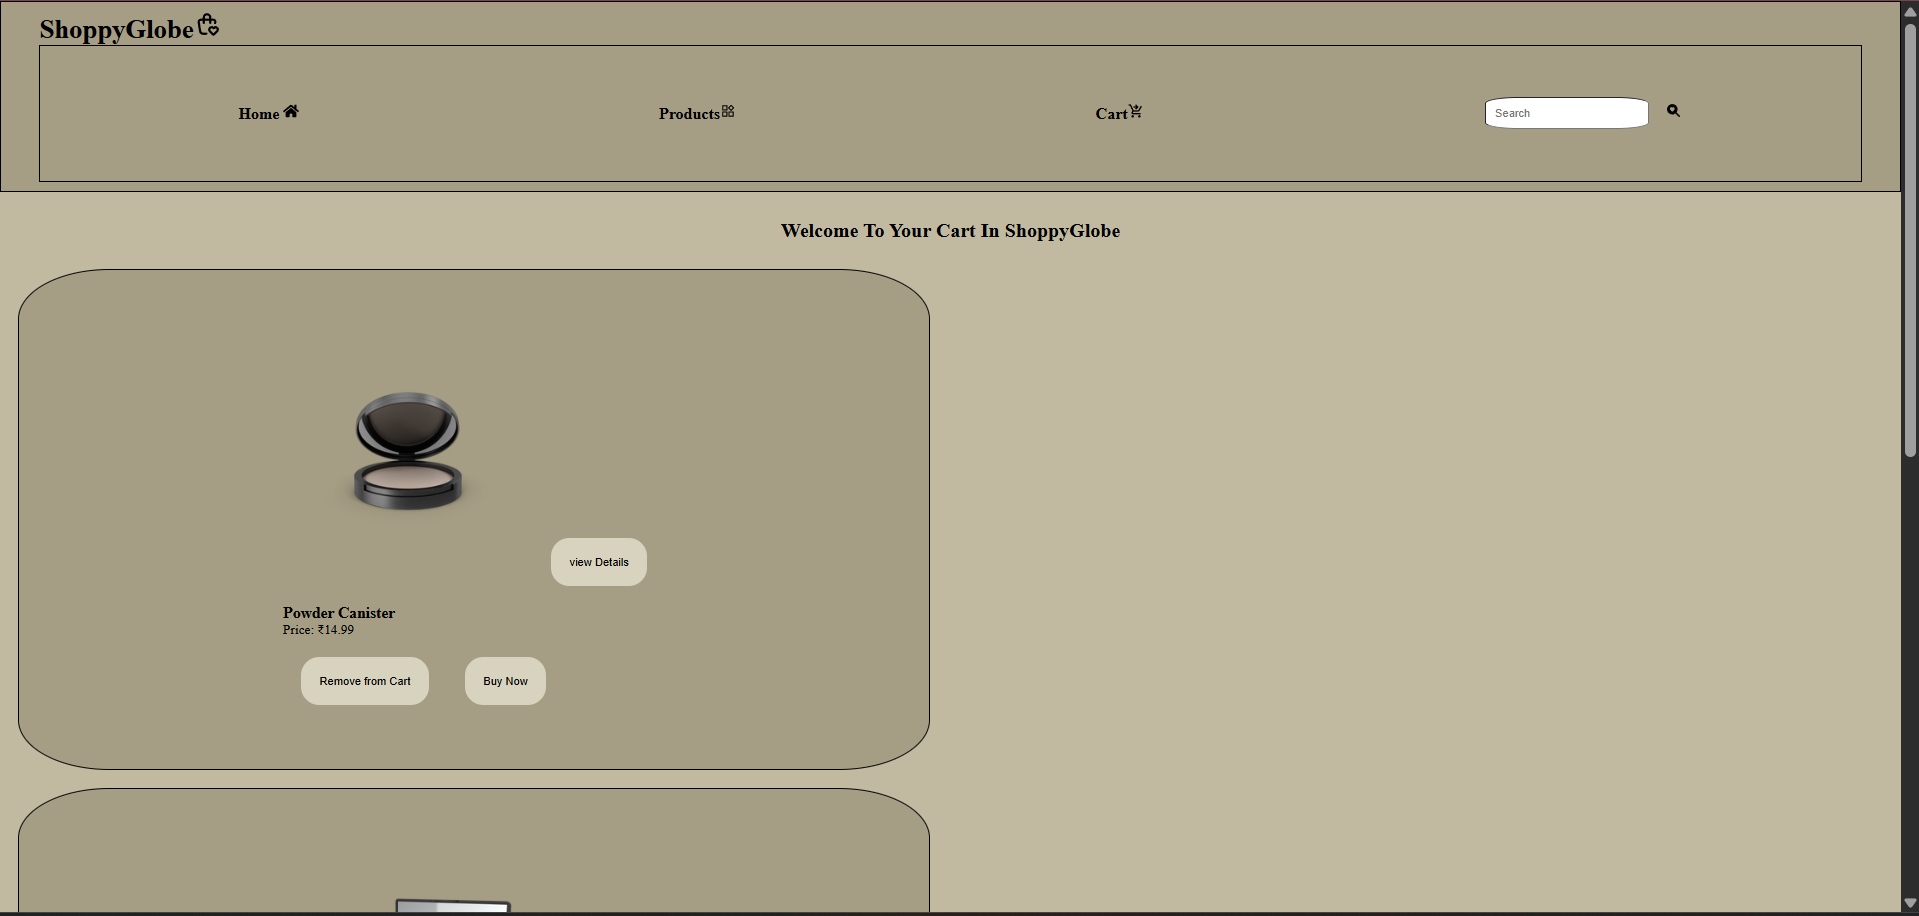 ShoppyGlobe
Home Products Cart Search
Welcome To Your Cart In ShoppyGlobe
view Details
Powder Canister
Price: ₹14.99
Remove from Cart Buy Now